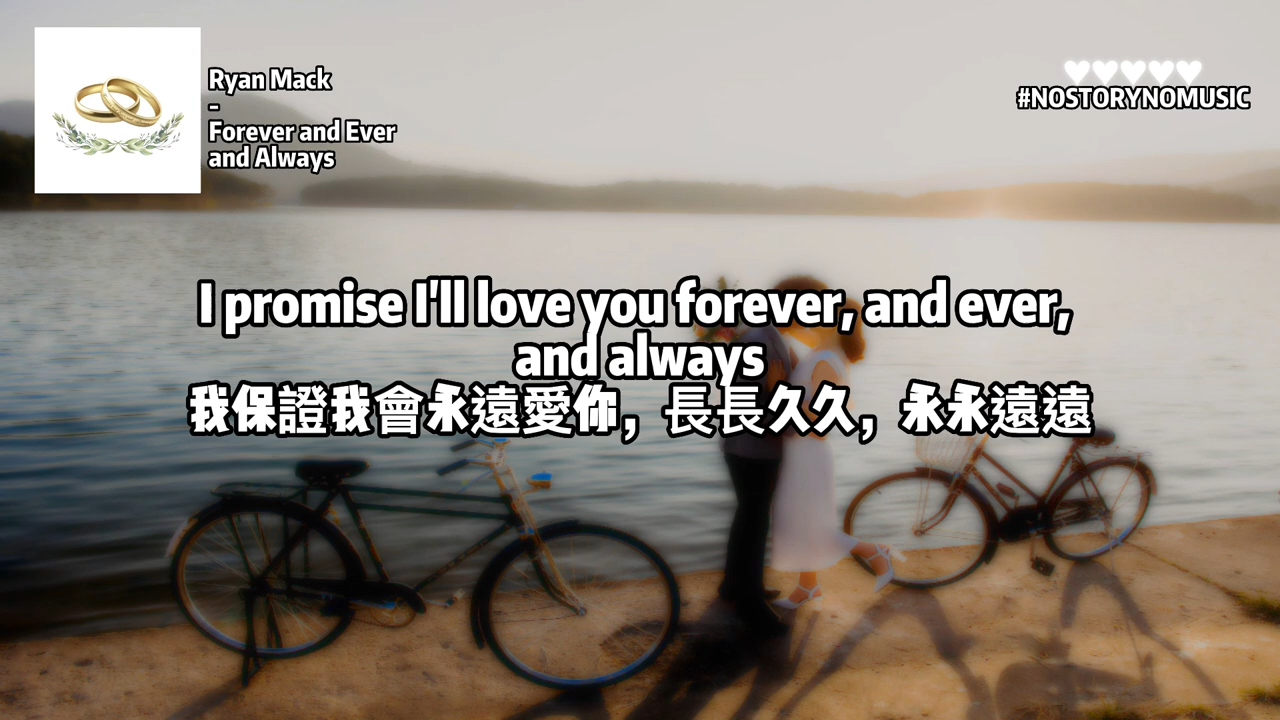 Ryan Mack
-
Forever and Ever
and Always
♥♥♥♥♥
#NOSTORYNOMUSIC
I promise I'll love you forever, and ever,
and always
我保證我會永遠愛你，長長久久，永永遠遠